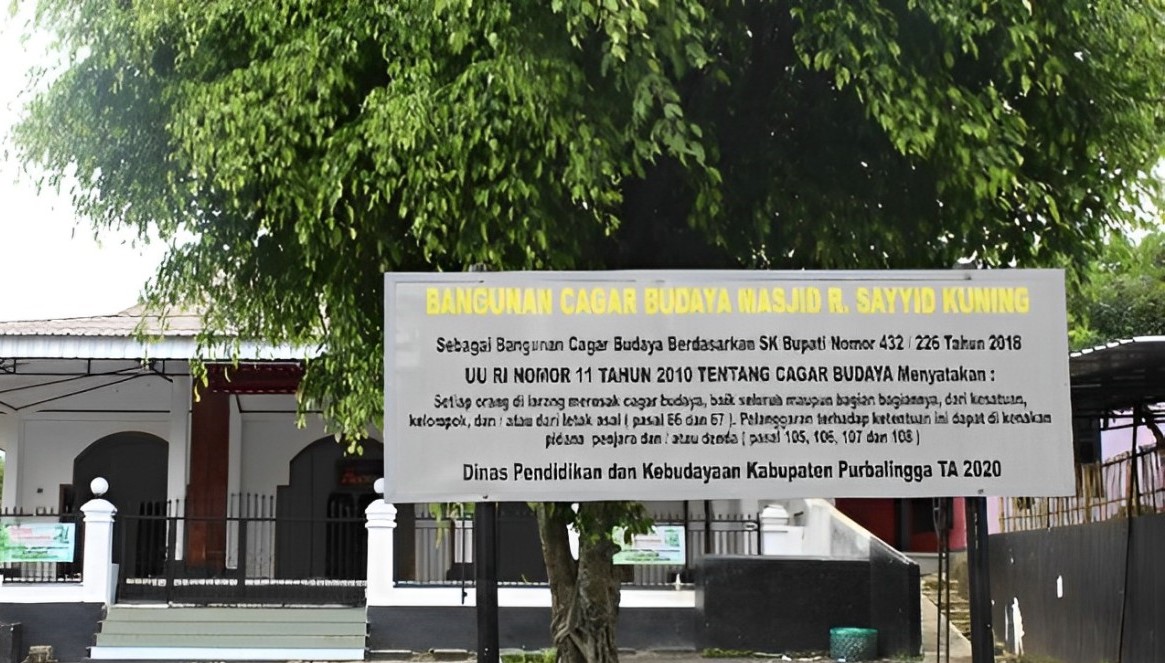 BANGUNAN CAGAR BUDAYA MASJID R. SAYYID KUNING
Sebagai Bangunan Cagar Budaya Berdasarkan SK Bupati Nomor 432 / 226 Tahun 2018
UU RI NOMOR 11 TAHUN 2010 TENTANG CAGAR BUDAYA Menyatakan :
Setiap orang di larang merusak cagar budaya, baik seluruh maupun bagian bagiannya, dari kesatuan,
kelompok, dan / atau dari letak asal ( pasal 66 dan 67 ). Pelanggaran terhadap ketentuan ini dapat di kenakan
pidana penjara dan / atau denda ( pasal 105, 106, 107 dan 108 )
Dinas Pendidikan dan Kebudayaan Kabupaten Purbalingga TA 2020